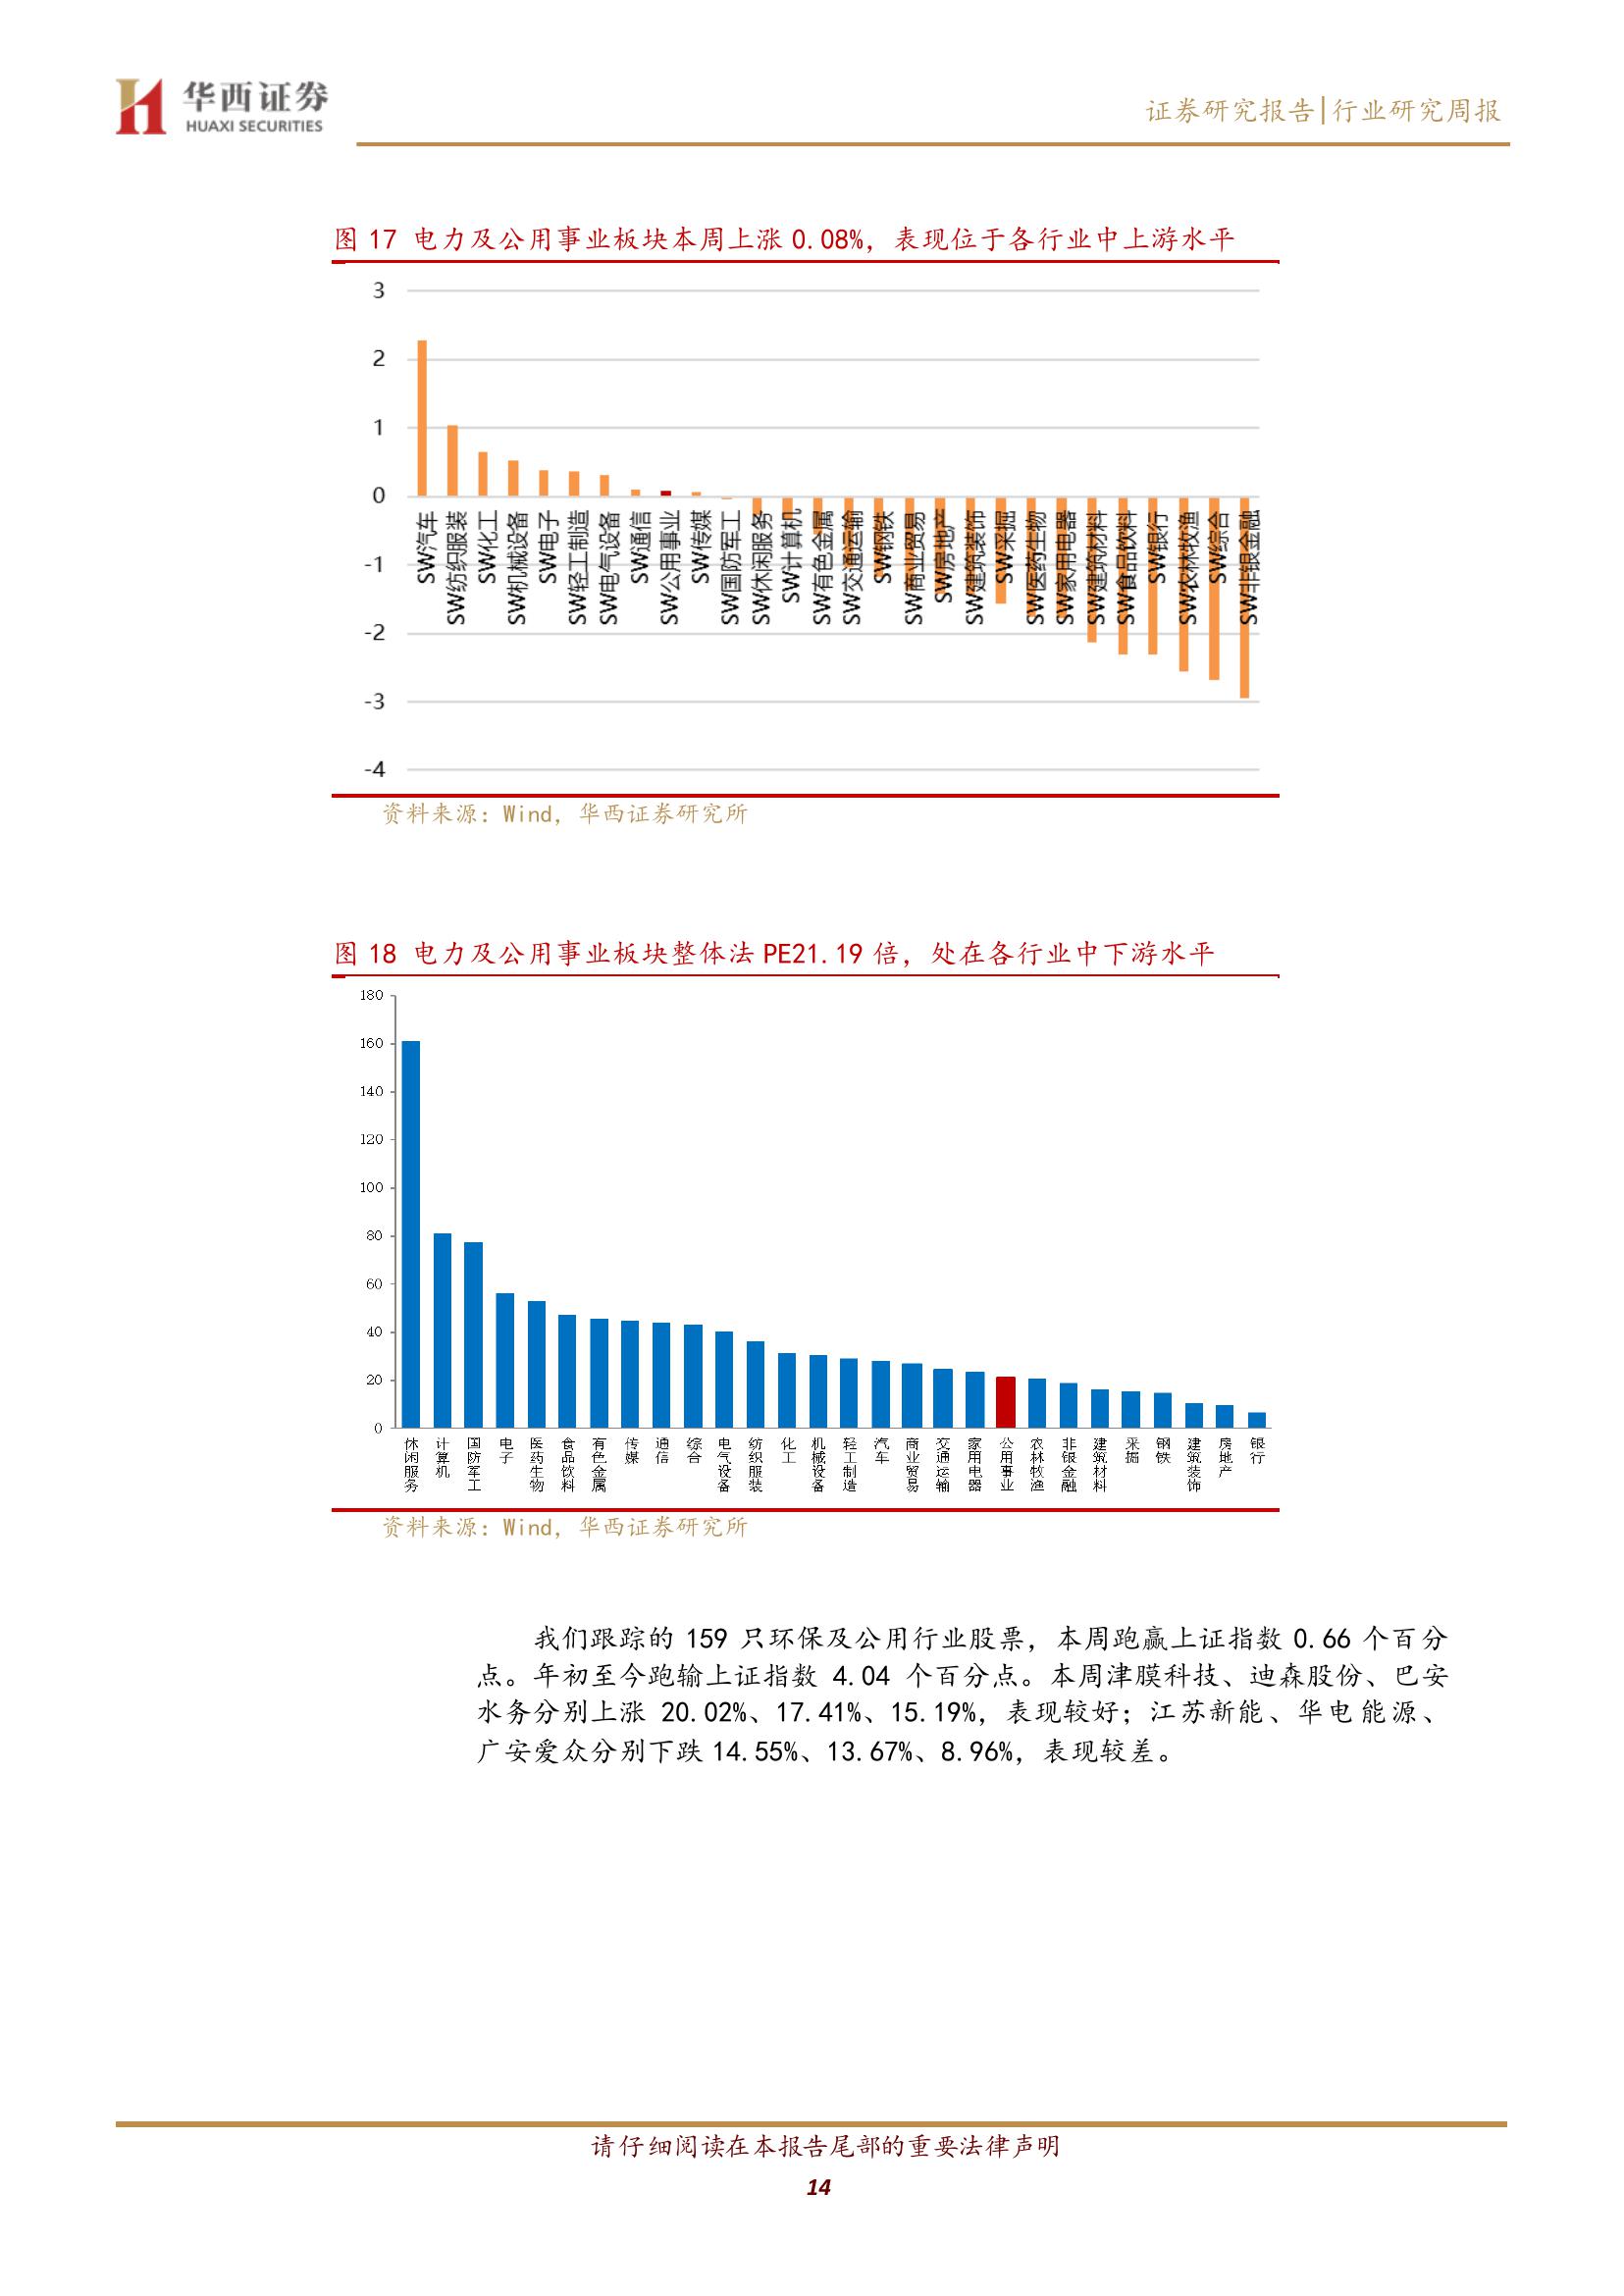 华西证券
HUAXI SECURITIES
证券研究报告|行业研究周报
图 17 电力及公用事业板块本周上涨 0.08%，表现位于各行业中上游水平
3
2
1
0
-1
-2
-3
-4
SW汽车
SW纺织服装
SW化工
SW机械设备
SW电子
SW轻工制造
SW电气设备
SW通信
SW公用事业
SW传媒
SW国防军工
SW休闲服务
SW计算机
SW有色金属
SW交通运输
SW钢铁
SW商业贸易
SW房地产
SW建筑装饰
SW采掘
SW医药生物
SW家用电器
SW建筑材料
SW食品饮料
SW银行
SW农林牧渔
SW综合
SW非银金融
资料来源：Wind，华西证券研究所
图 18 电力及公用事业板块整体法 PE21.19 倍，处在各行业中下游水平
180
160
140
120
100
80
60
40
20
0
休闲服务
计算机
国防军工
电子
医药生物
食品饮料
有色金属
传媒
通信
综合
电气设备
纺织服装
化工
机械设备
轻工制造
汽车
商业贸易
交通运输
家用电器
公用事业
农林牧渔
非银金融
建筑材料
采掘
钢铁
建筑装饰
房地产
银行
资料来源：Wind，华西证券研究所
我们跟踪的 159 只环保及公用行业股票，本周跑赢上证指数 0.66 个百分
点。年初至今跑输上证指数 4.04 个百分点。本周津膜科技、迪森股份、巴安
水务分别上涨 20.02%、17.41%、15.19%，表现较好；江苏新能、华电能源、
广安爱众分别下跌 14.55%、13.67%、8.96%，表现较差。
请仔细阅读在本报告尾部的重要法律声明
14